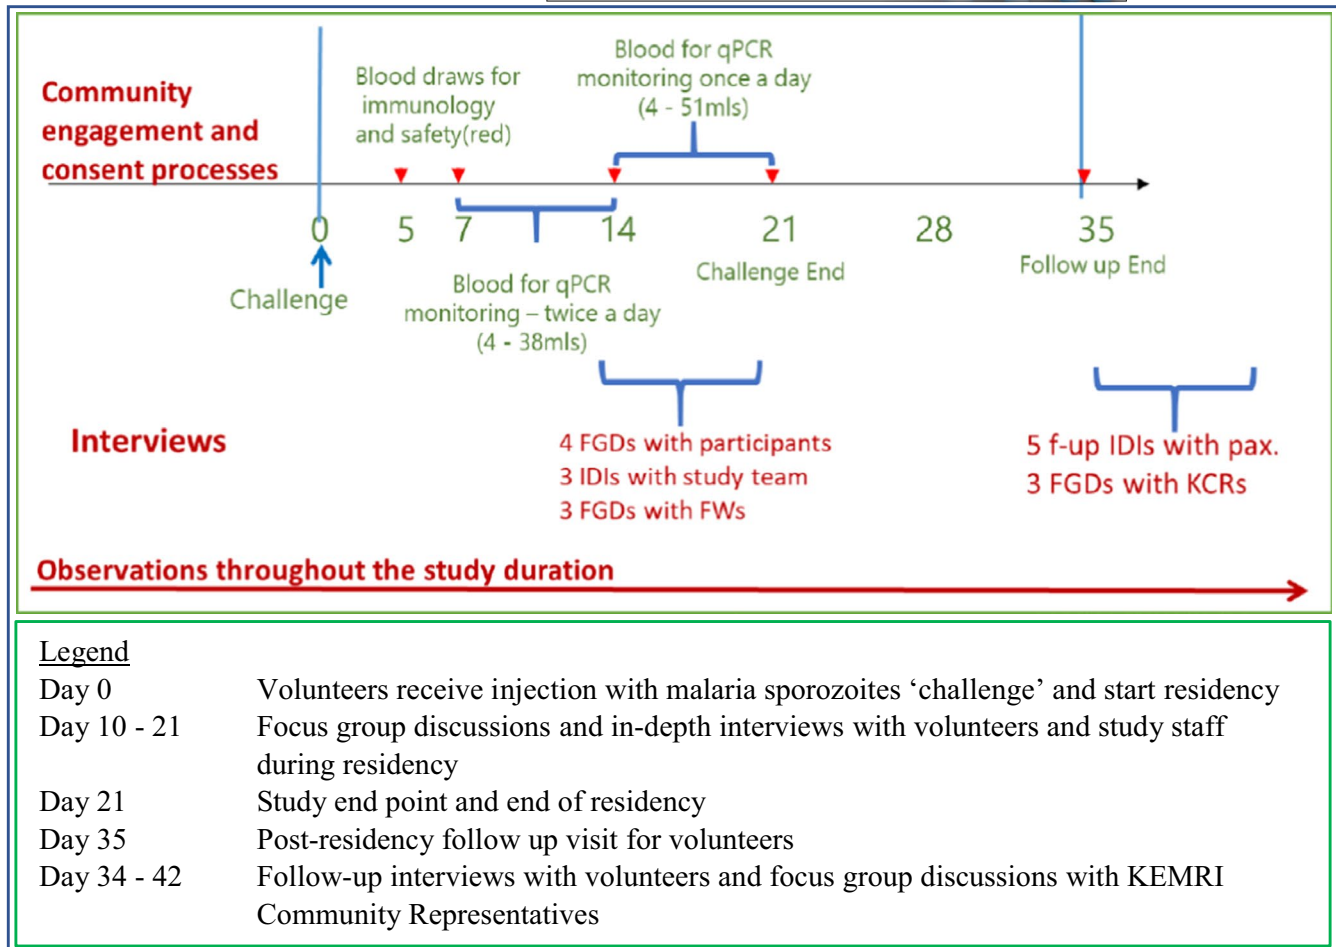 Community
engagement and
consent processes
Blood draws for
immunology
and safety(red)
Blood for qPCR
monitoring once a day
(4 - 51mls)
0 5 7 14 21 28 35
Challenge
Blood for qPCR
monitoring – twice a day
(4 - 38mls)
Challenge End
Follow up End
Interviews
4 FGDs with participants
3 IDIs with study team
3 FGDs with FWs
5 f-up IDIs with pax.
3 FGDs with KCRs
Observations throughout the study duration
Legend
Day 0 Volunteers receive injection with malaria sporozoites ‘challenge’ and start residency
Day 10 - 21 Focus group discussions and in-depth interviews with volunteers and study staff
during residency
Day 21 Study end point and end of residency
Day 35 Post-residency follow up visit for volunteers
Day 34 - 42 Follow-up interviews with volunteers and focus group discussions with KEMRI
Community Representatives